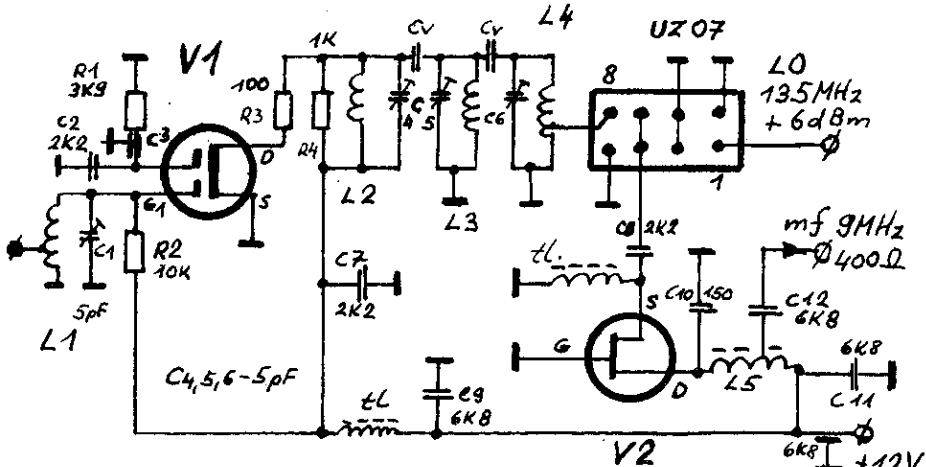 V1
1K
Cv
Cv
L4
UZ07
R1
3K9
100
R3
R4
C
4
C
5
C6
8
L0
135MHz
+6dBm
C2
2K2
C3
D
G1
S
L2
L3
1
C1
5pF
L1
R2
10K
C7
2K2
C8
2K2
mf 9MHz
400Ω
tl.
S
C10
150
C12
6K8
G
D
L5
6K8
C11
C4,5,6-5pF
tl
C9
6K8
V2
6K8
+12V